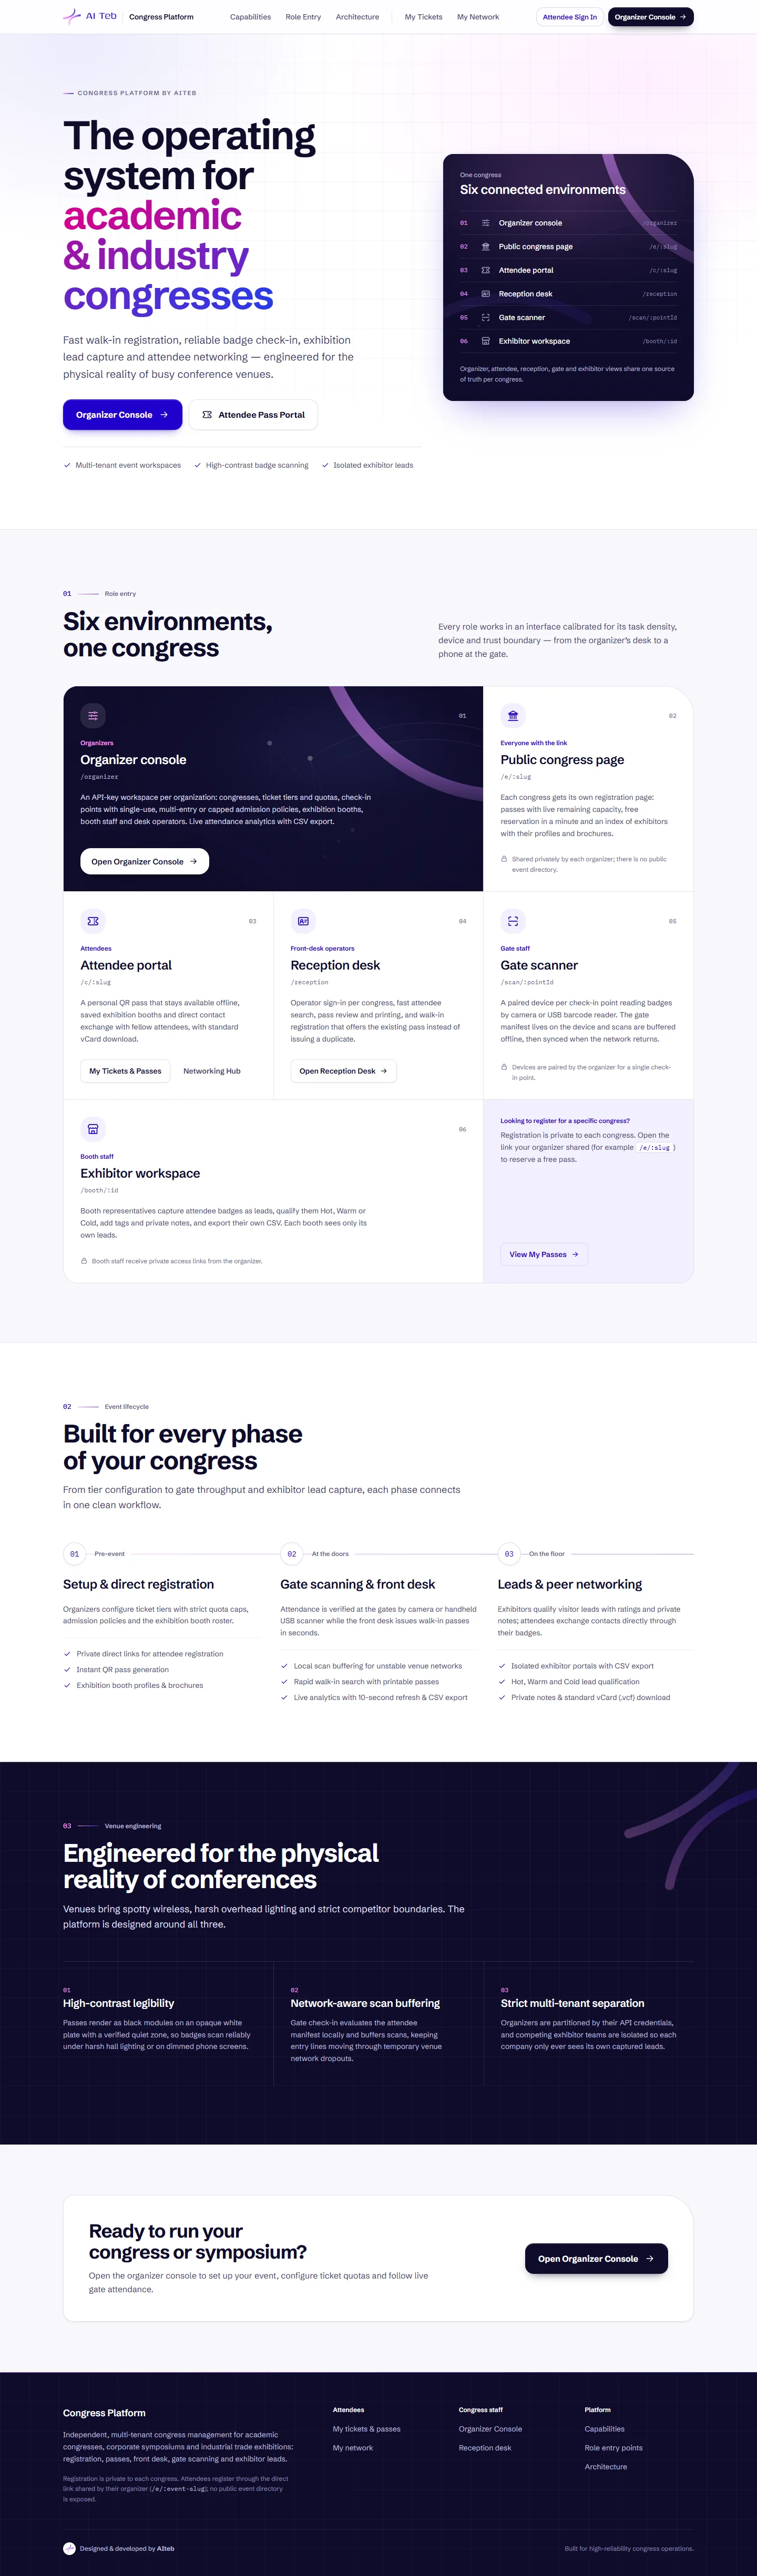 AI Teb
Congress Platform
Capabilities
Role Entry
Architecture
My Tickets
My Network
Attendee Sign In
Organizer Console →
CONGRESS PLATFORM BY AITEB
The operating
system for
academic
& industry
congresses
Fast walk-in registration, reliable badge check-in, exhibition
lead capture and attendee networking — engineered for the
physical reality of busy conference venues.
Organizer Console →
Attendee Pass Portal
Multi-tenant event workspaces
High-contrast badge scanning
Isolated exhibitor leads
One congress
Six connected environments
01 Organizer console /organizer
02 Public congress page /e/:slug
03 Attendee portal /c/:slug
04 Reception desk /reception
05 Gate scanner /scan/:pointId
06 Exhibitor workspace /booth/:id
Organizer, attendee, reception, gate and exhibitor views share one source
of truth per congress.
01 Role entry
Six environments,
one congress
Every role works in an interface calibrated for its task density,
device and trust boundary — from the organizer's desk to a
phone at the gate.
01
Organizers
Organizer console
/organizer
An API-key workspace per organization: congresses, ticket tiers and quotas, check-in
points with single-use, multi-entry or capped admission policies, exhibition booths,
booth staff and desk operators. Live attendance analytics with CSV export.
Open Organizer Console →
02
Everyone with the link
Public congress page
/e/:slug
Each congress gets its own registration page:
passes with live remaining capacity, free
reservation in a minute and an index of exhibitors
with their profiles and brochures.
Shared privately by each organizer; there is no public
event directory.
03
Attendees
Attendee portal
/c/:slug
A personal QR pass that stays available offline,
saved exhibition booths and direct contact
exchange with fellow attendees, with standard
vCard download.
My Tickets & Passes
Networking Hub
04
Front-desk operators
Reception desk
/reception
Operator sign-in per congress, fast attendee
search, pass review and printing, and walk-in
registration that offers the existing pass instead of
issuing a duplicate.
Open Reception Desk →
05
Gate staff
Gate scanner
/scan/:pointId
A paired device per check-in point reading badges
by camera or USB barcode reader. The gate
manifest lives on the device and scans are buffered
offline, then synced when the network returns.
Devices are paired by the organizer for a single check-
in point.
06
Booth staff
Exhibitor workspace
/booth/:id
Booth representatives capture attendee badges as leads, qualify them Hot, Warm or
Cold, add tags and private notes, and export their own CSV. Each booth sees only its
own leads.
Booth staff receive private access links from the organizer.
Looking to register for a specific congress?
Registration is private to each congress. Open the
link your organizer shared (for example /e/:slug )
to reserve a free pass.
View My Passes →
02 Event lifecycle
Built for every phase
of your congress
From tier configuration to gate throughput and exhibitor lead capture, each phase connects
in one clean workflow.
01 Pre-event
Setup & direct registration
Organizers configure ticket tiers with strict quota caps,
admission policies and the exhibition booth roster.
Private direct links for attendee registration
Instant QR pass generation
Exhibition booth profiles & brochures
02 At the doors
Gate scanning & front desk
Attendance is verified at the gates by camera or handheld
USB scanner while the front desk issues walk-in passes
in seconds.
Local scan buffering for unstable venue networks
Rapid walk-in search with printable passes
Live analytics with 10-second refresh & CSV export
03 On the floor
Leads & peer networking
Exhibitors qualify visitor leads with ratings and private
notes; attendees exchange contacts directly through
their badges.
Isolated exhibitor portals with CSV export
Hot, Warm and Cold lead qualification
Private notes & standard vCard (.vcf) download
03 Venue engineering
Engineered for the physical
reality of conferences
Venues bring spotty wireless, harsh overhead lighting and strict competitor boundaries. The
platform is designed around all three.
01
High-contrast legibility
Passes render as black modules on an opaque white
plate with a verified quiet zone, so badges scan reliably
under harsh hall lighting or on dimmed phone screens.
02
Network-aware scan buffering
Gate check-in evaluates the attendee
manifest locally and buffers scans, keeping
entry lines moving through temporary venue
network dropouts.
03
Strict multi-tenant separation
Organizers are partitioned by their API credentials,
and competing exhibitor teams are isolated so each
company only ever sees its own captured leads.
Ready to run your
congress or symposium?
Open the organizer console to set up your event, configure ticket quotas and follow live
gate attendance.
Open Organizer Console →
Congress Platform
Independent, multi-tenant congress management for academic
congresses, corporate symposiums and industrial trade exhibitions:
registration, passes, front desk, gate scanning and exhibitor leads.
Registration is private to each congress. Attendees register through the direct
link shared by their organizer (/e/:event-slug); no public event directory
is exposed.
Attendees
My tickets & passes
My network
Congress staff
Organizer Console
Reception desk
Platform
Capabilities
Role entry points
Architecture
Designed & developed by AIteb
Built for high-reliability congress operations.